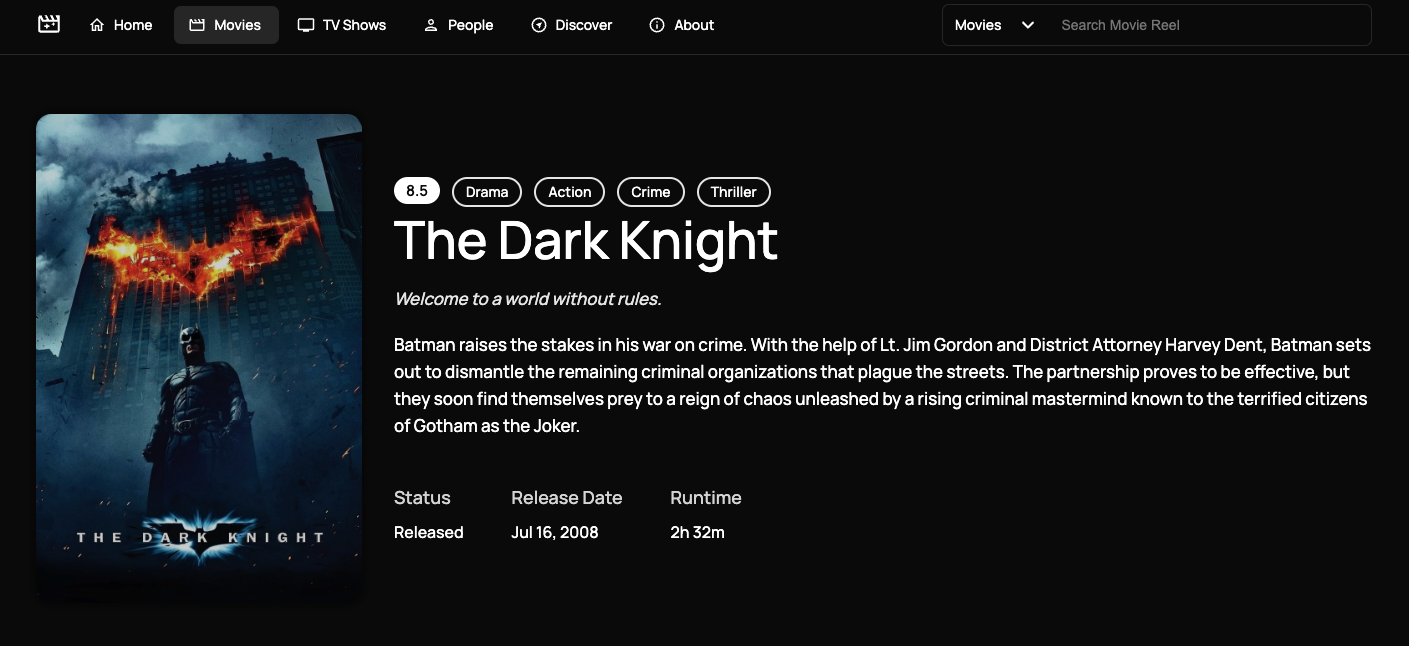 Home Movies TV Shows People Discover About Movies Search Movie Reel
8.5 Drama Action Crime Thriller
The Dark Knight
Welcome to a world without rules.
Batman raises the stakes in his war on crime. With the help of Lt. Jim Gordon and District Attorney Harvey Dent, Batman sets
out to dismantle the remaining criminal organizations that plague the streets. The partnership proves to be effective, but
they soon find themselves prey to a reign of chaos unleashed by a rising criminal mastermind known to the terrified citizens
of Gotham as the Joker.
Status Release Date Runtime
Released Jul 16, 2008 2h 32m
THE DARK KNIGHT